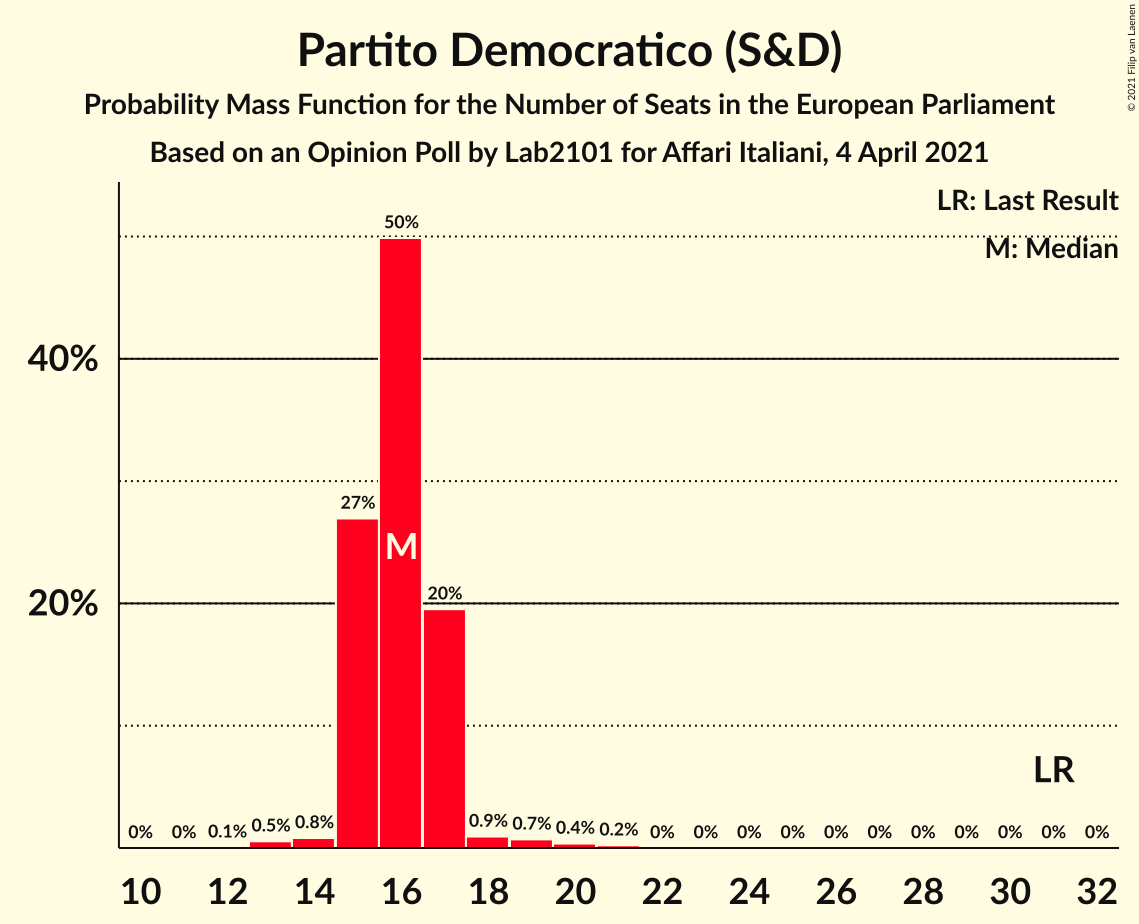 Partito Democratico (S&D)
Probability Mass Function for the Number of Seats in the European Parliament
Based on an Opinion Poll by Lab2101 for Affari Italiani, 4 April 2021
© 2021 Filip van Laenen
LR: Last Result
M: Median
50%
40%
27%
M
20%
20%
LR
0% 0% 0.1% 0.5% 0.8% 0.9% 0.7% 0.4% 0.2% 0% 0% 0% 0% 0% 0% 0% 0% 0% 0% 0%
10 12 14 16 18 20 22 24 26 28 30 32